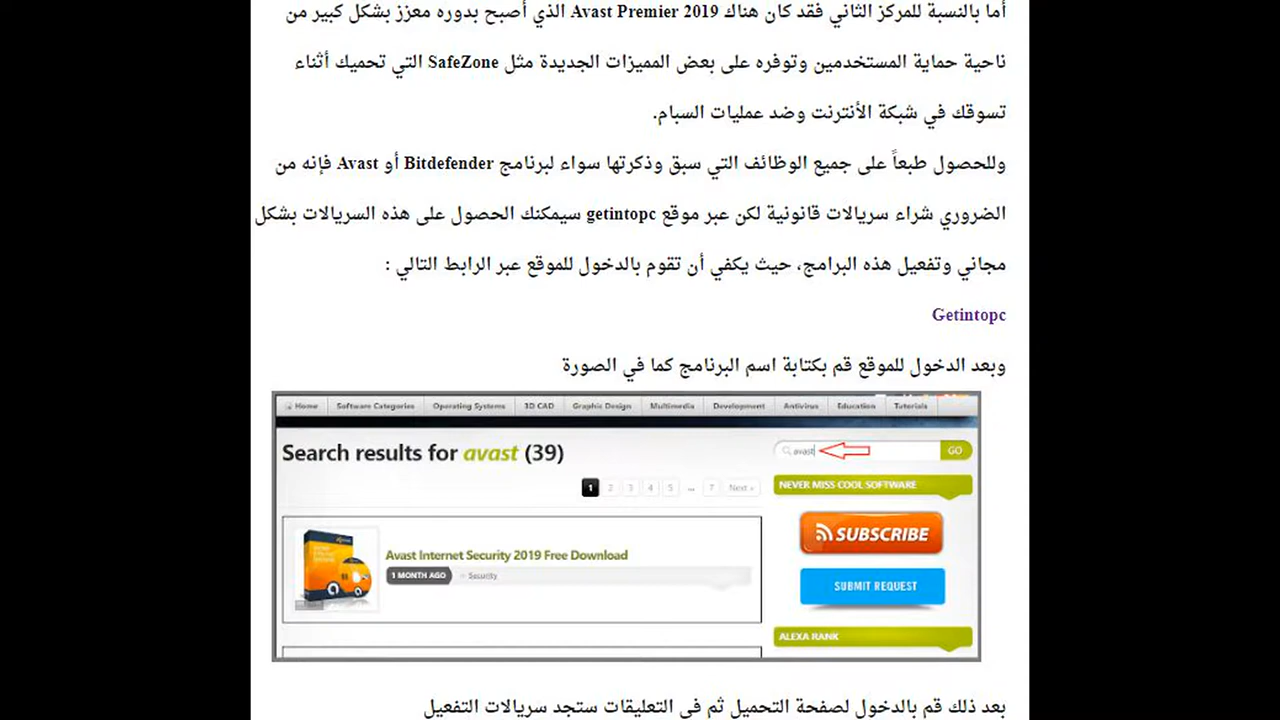 أما بالنسبة للمركز الثاني فقد كان هناك Avast Premier 2019 الذي أصبح بدوره معزز بشكل كبير من
ناحية حماية المستخدمين وتوفره على بعض المميزات الجديدة مثل SafeZone التي تحميك أثناء
تسوقك في شبكة الأنترنت وضد عمليات السبام.
وللحصول طبعاً على جميع الوظائف التي سبق وذكرتها سواء لبرنامج Bitdefender أو Avast فإنه من
الضروري شراء سريالات قانونية لكن عبر موقع getintopc سيمكنك الحصول على هذه السريالات بشكل
مجاني وتفعيل هذه البرامج، حيث يكفي أن تقوم بالدخول للموقع عبر الرابط التالي :
Getintopc
وبعد الدخول للموقع قم بكتابة اسم البرنامج كما في الصورة
Home Software Categories Operating Systems 3D CAD Graphic Design Multimedia Development Antivirus Education Tutorials
Search results for avast (39)
avast GO
1 2 3 4 5 ... 7 Next »
NEVER MISS COOL SOFTWARE
SUBSCRIBE
Avast Internet Security 2019 Free Download
1 MONTH AGO Security
SUBMIT REQUEST
ALEXA RANK
بعد ذلك قم بالدخول لصفحة التحميل ثم في التعليقات ستجد سريالات التفعيل